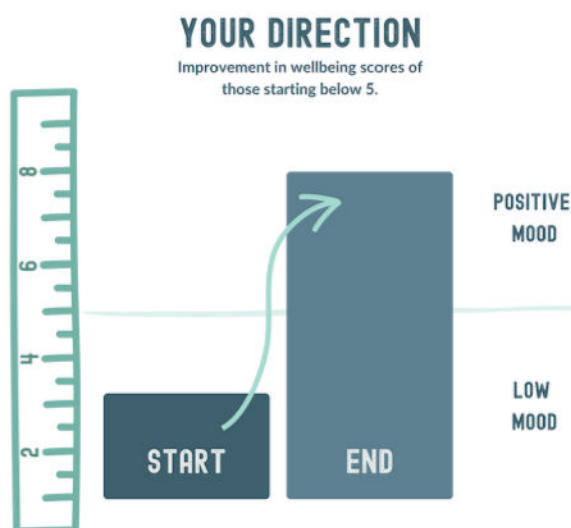 YOUR DIRECTION
Improvement in wellbeing scores of
those starting below 5.
8
6
4
2
POSITIVE
MOOD
LOW
MOOD
START
END